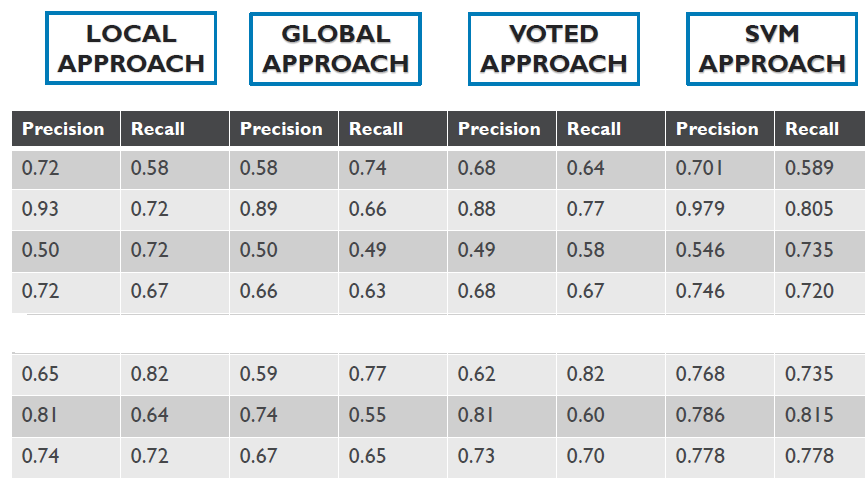 LOCAL APPROACH GLOBAL APPROACH VOTED APPROACH SVM APPROACH
Precision Recall Precision Recall Precision Recall Precision Recall
0.72 0.58 0.58 0.74 0.68 0.64 0.701 0.589
0.93 0.72 0.89 0.66 0.88 0.77 0.979 0.805
0.50 0.72 0.50 0.49 0.49 0.58 0.546 0.735
0.72 0.67 0.66 0.63 0.68 0.67 0.746 0.720
0.65 0.82 0.59 0.77 0.62 0.82 0.768 0.735
0.81 0.64 0.74 0.55 0.81 0.60 0.786 0.815
0.74 0.72 0.67 0.65 0.73 0.70 0.778 0.778